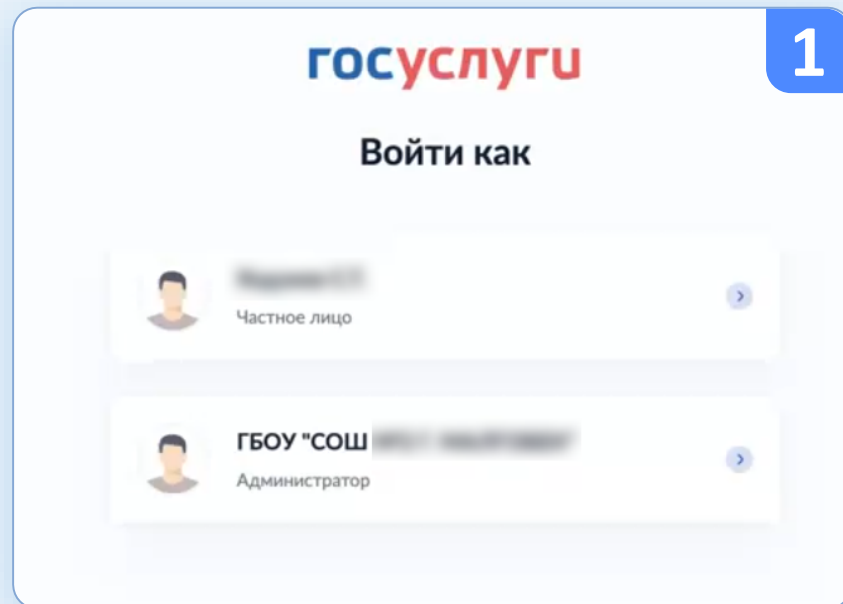 госуслуги
1
Войти как
Частное лицо
ГБОУ "СОШ
Администратор